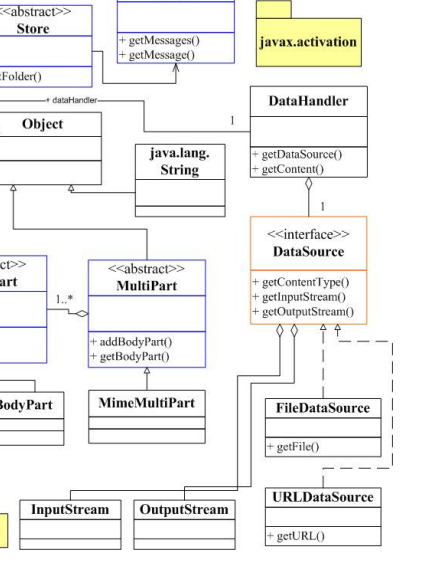 <<abstract>>
Store
tFolder()
+ getMessages()
+ getMessage()
javax.activation
+ dataHandler
1
DataHandler
+ getDataSource()
+ getContent()
Object
java.lang.
String
1
<<interface>>
DataSource
+ getContentType()
+ getInputStream()
+ getOutputStream()
ct>>
art
1..*
<<abstract>>
MultiPart
+ addBodyPart()
+ getBodyPart()
BodyPart
MimeMultiPart
FileDataSource
+ getFile()
InputStream
OutputStream
URLDataSource
+ getURL()